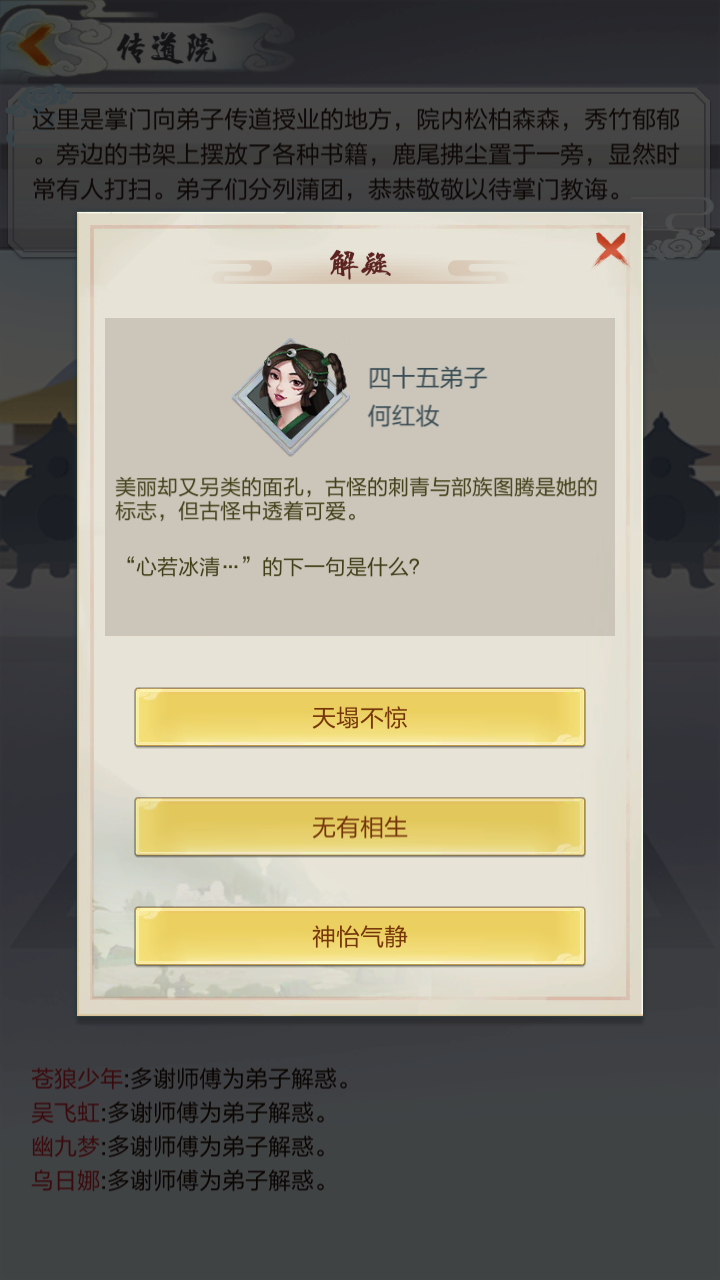 传道院
这里是掌门向弟子传道授业的地方，院内松柏森森，秀竹郁郁
。旁边的书架上摆放了各种书籍，鹿尾拂尘置于一旁，显然时
常有人打扫。弟子们分列蒲团，恭恭敬敬以待掌门教诲。
解疑
四十五弟子
何红妆
美丽却又另类的面孔，古怪的刺青与部族图腾是她的
标志，但古怪中透着可爱。
“心若冰清…”的下一句是什么？
天塌不惊
无有相生
神怡气静
苍狼少年:多谢师傅为弟子解惑。
吴飞虹:多谢师傅为弟子解惑。
幽九梦:多谢师傅为弟子解惑。
乌日娜:多谢师傅为弟子解惑。